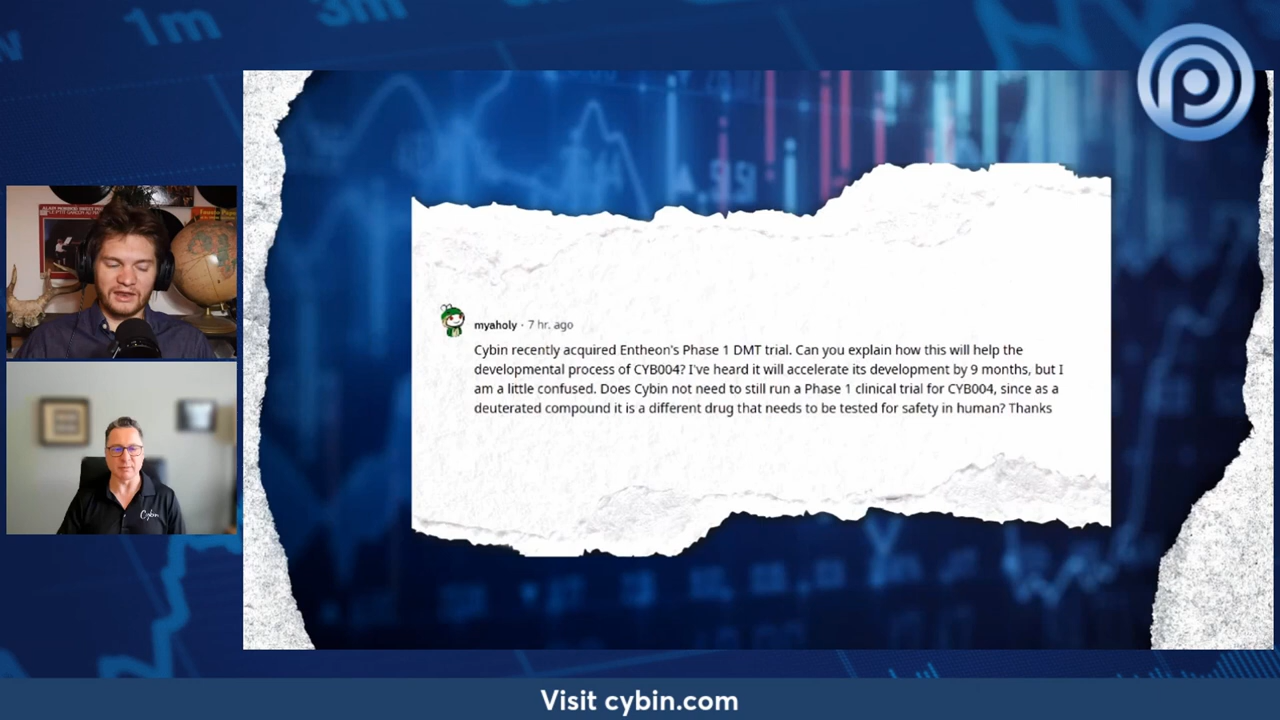 1m
3m
myaholy · 7 hr. ago
Cybin recently acquired Entheon's Phase 1 DMT trial. Can you explain how this will help the
developmental process of CYB004? I've heard it will accelerate its development by 9 months, but I
am a little confused. Does Cybin not need to still run a Phase 1 clinical trial for CYB004, since as a
deuterated compound it is a different drug that needs to be tested for safety in human? Thanks
Cybin
Visit cybin.com